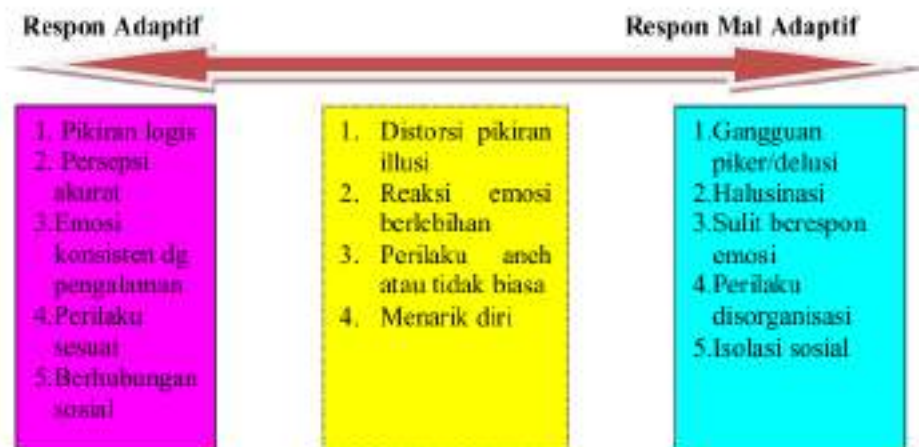 Respon Adaptif
Respon Mal Adaptif
1. Pikiran logis
2. Persepsi
akurat
3.Emosi
konsisten dg
pengalaman
4.Perilaku
sesuai
5.Berhubungan
sosial
1. Distorsi pikiran
illusi
2. Reaksi emosi
berlebihan
3. Perilaku aneh
atau tidak biasa
4. Menarik diri
1.Gangguan
piker/delusi
2.Halusinasi
3.Sulit berespon
emosi
4.Perilaku
disorganisasi
5.Isolasi sosial